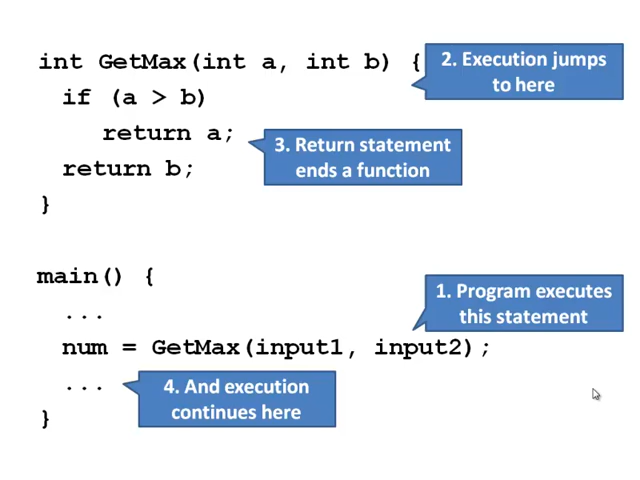 int GetMax(int a, int b) {
2. Execution jumps
to here
if (a > b)
return a;
3. Return statement
ends a function
return b;
}
main() {
...
1. Program executes
this statement
num = GetMax(input1, input2);
...
4. And execution
continues here
}